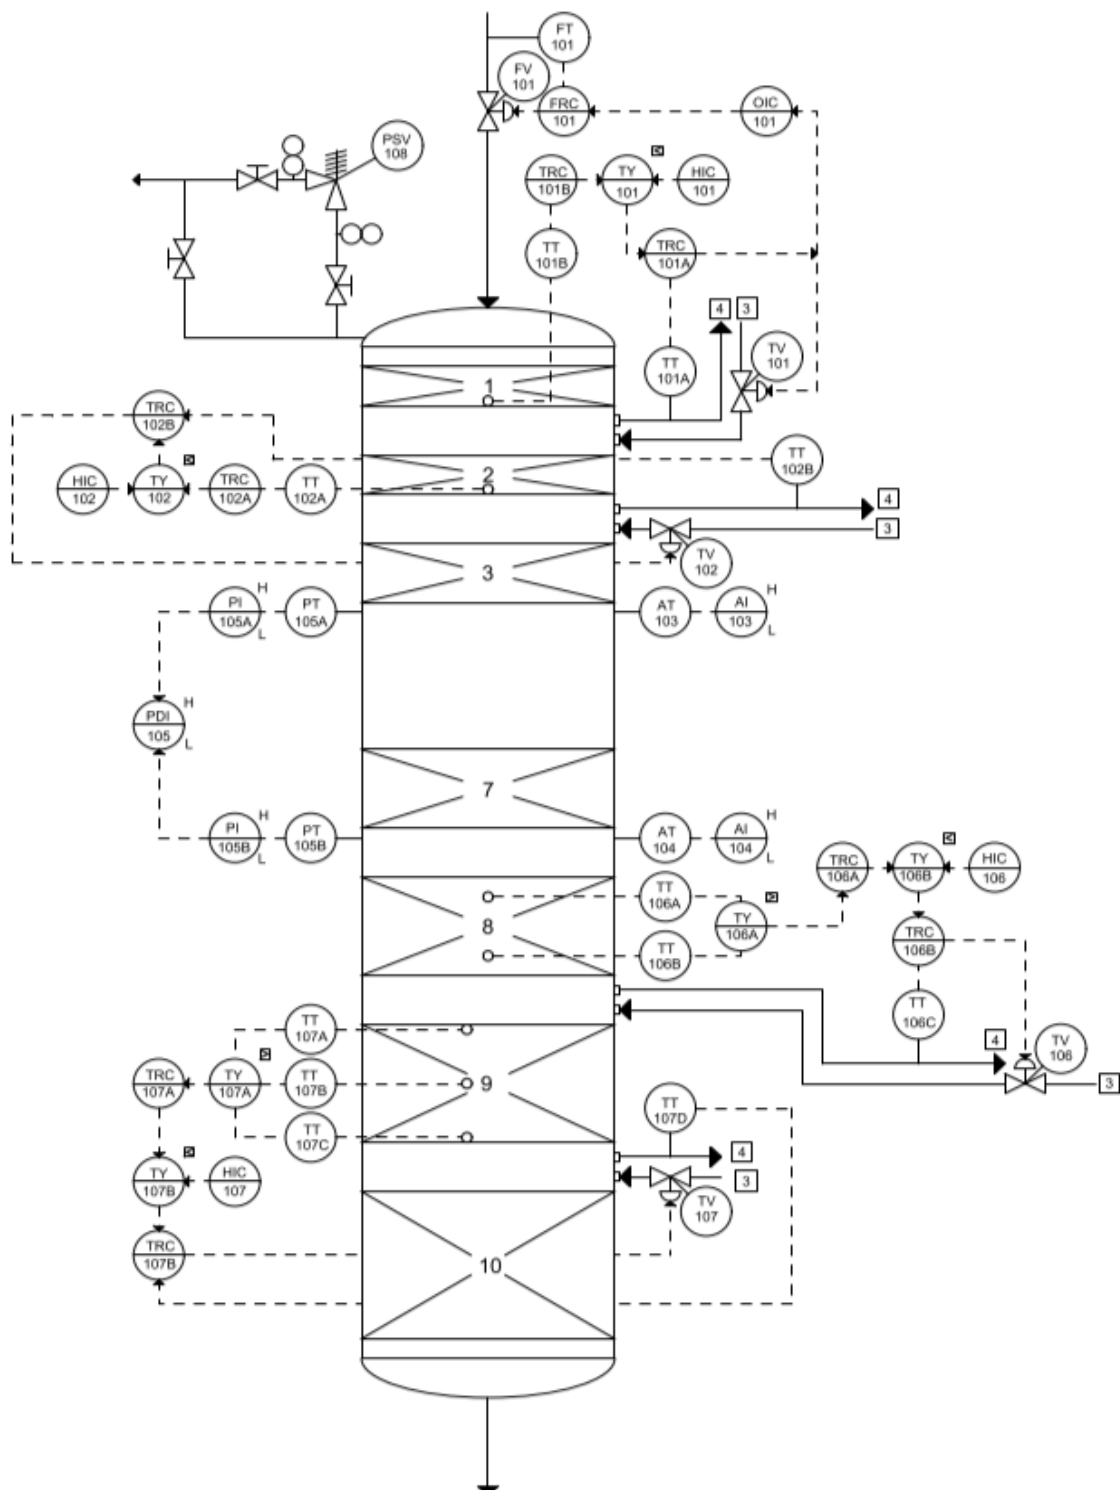 FT
101
FV
101
FRC
101
OIC
101
PSV
108
TRC
101B
TY
101
HIC
101
TT
101B
TRC
101A
4
3
TT
101A
TV
101
1
TRC
102B
TT
102B
2
HIC
102
TY
102
TRC
102A
TT
102A
4
3
TV
102
3
PI
105A
H
L
PT
105A
AT
103
AI
103
H
L
PDI
105
H
L
7
PI
105B
H
L
PT
105B
AT
104
AI
104
H
L
TRC
106A
TY
106B
HIC
106
TT
106A
8
TY
106A
TRC
106B
TT
106B
TT
106C
TT
107A
4
TV
106
3
TRC
107A
TY
107A
TT
107B
9
TT
107C
TT
107D
4
3
TY
107B
HIC
107
TV
107
TRC
107B
10